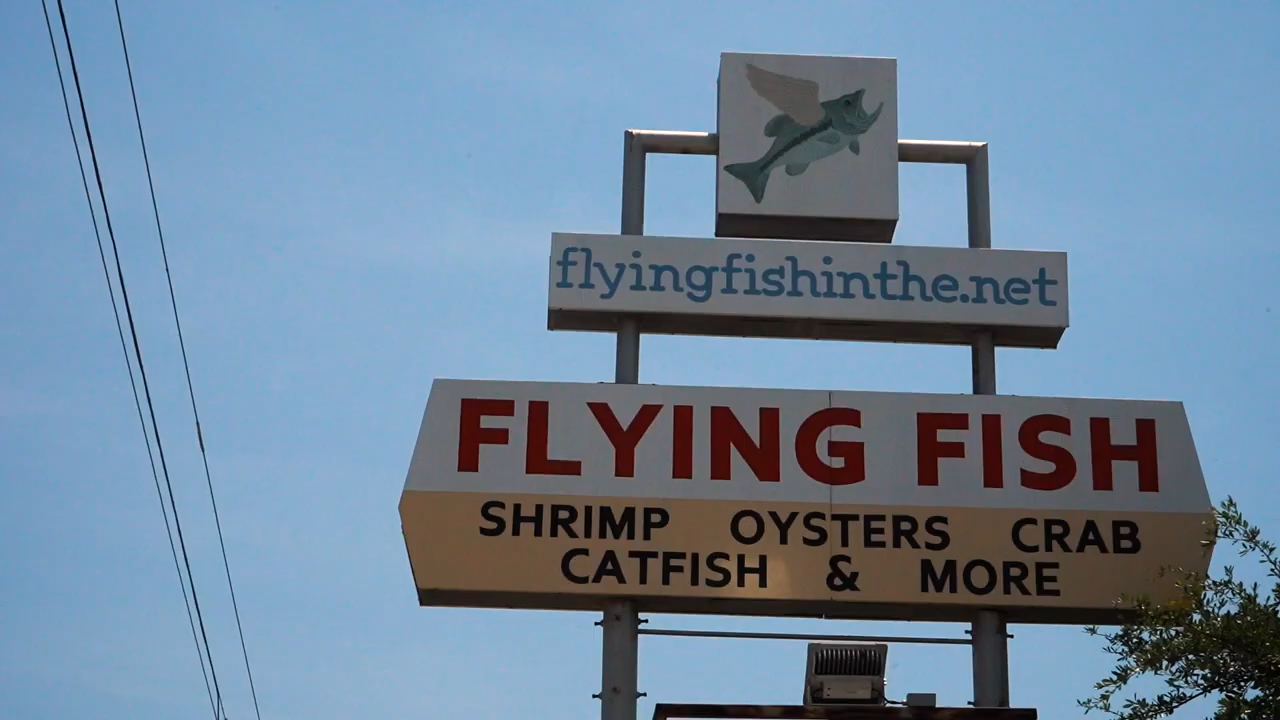 flyingfishinthe.net
FLYING FISH
SHRIMP OYSTERS CRAB
CATFISH & MORE